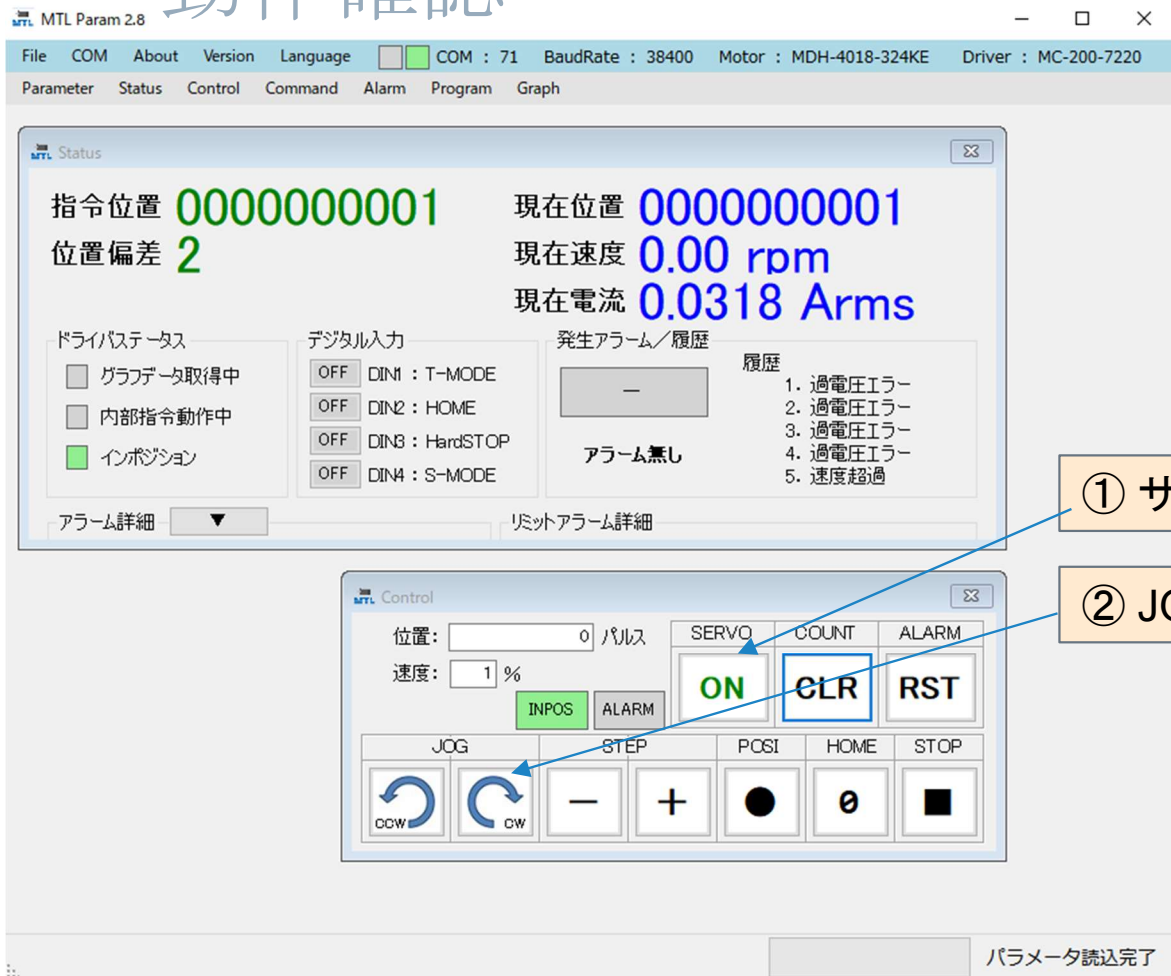 動作確認
MTL Param 2.8
File COM About Version Language COM : 71 BaudRate : 38400 Motor : MDH-4018-324KE Driver : MC-200-7220
Parameter Status Control Command Alarm Program Graph
Status
指令位置 0000000001 現在位置 0000000001
位置偏差 2 現在速度 0.00 rpm
現在電流 0.0318 Arms
ドライバステータス デジタル入力 発生アラーム／履歴
グラフデータ取得中
内部指令動作中
インポジション
OFF DIN1 : T-MODE
OFF DIN2 : HOME
OFF DIN3 : HardSTOP
OFF DIN4 : S-MODE
－
アラーム無し
履歴
1. 過電圧エラー
2. 過電圧エラー
3. 過電圧エラー
4. 過電圧エラー
5. 速度超過
アラーム詳細 ▼ リミットアラーム詳細
① サ
② JO
Control
位置: 0 パルス
速度: 1 %
INPOS ALARM
SERVO COUNT ALARM
ON CLR RST
JOG STEP POSI HOME STOP
CCW CW － ＋ ● 0 ■
パラメータ読込完了